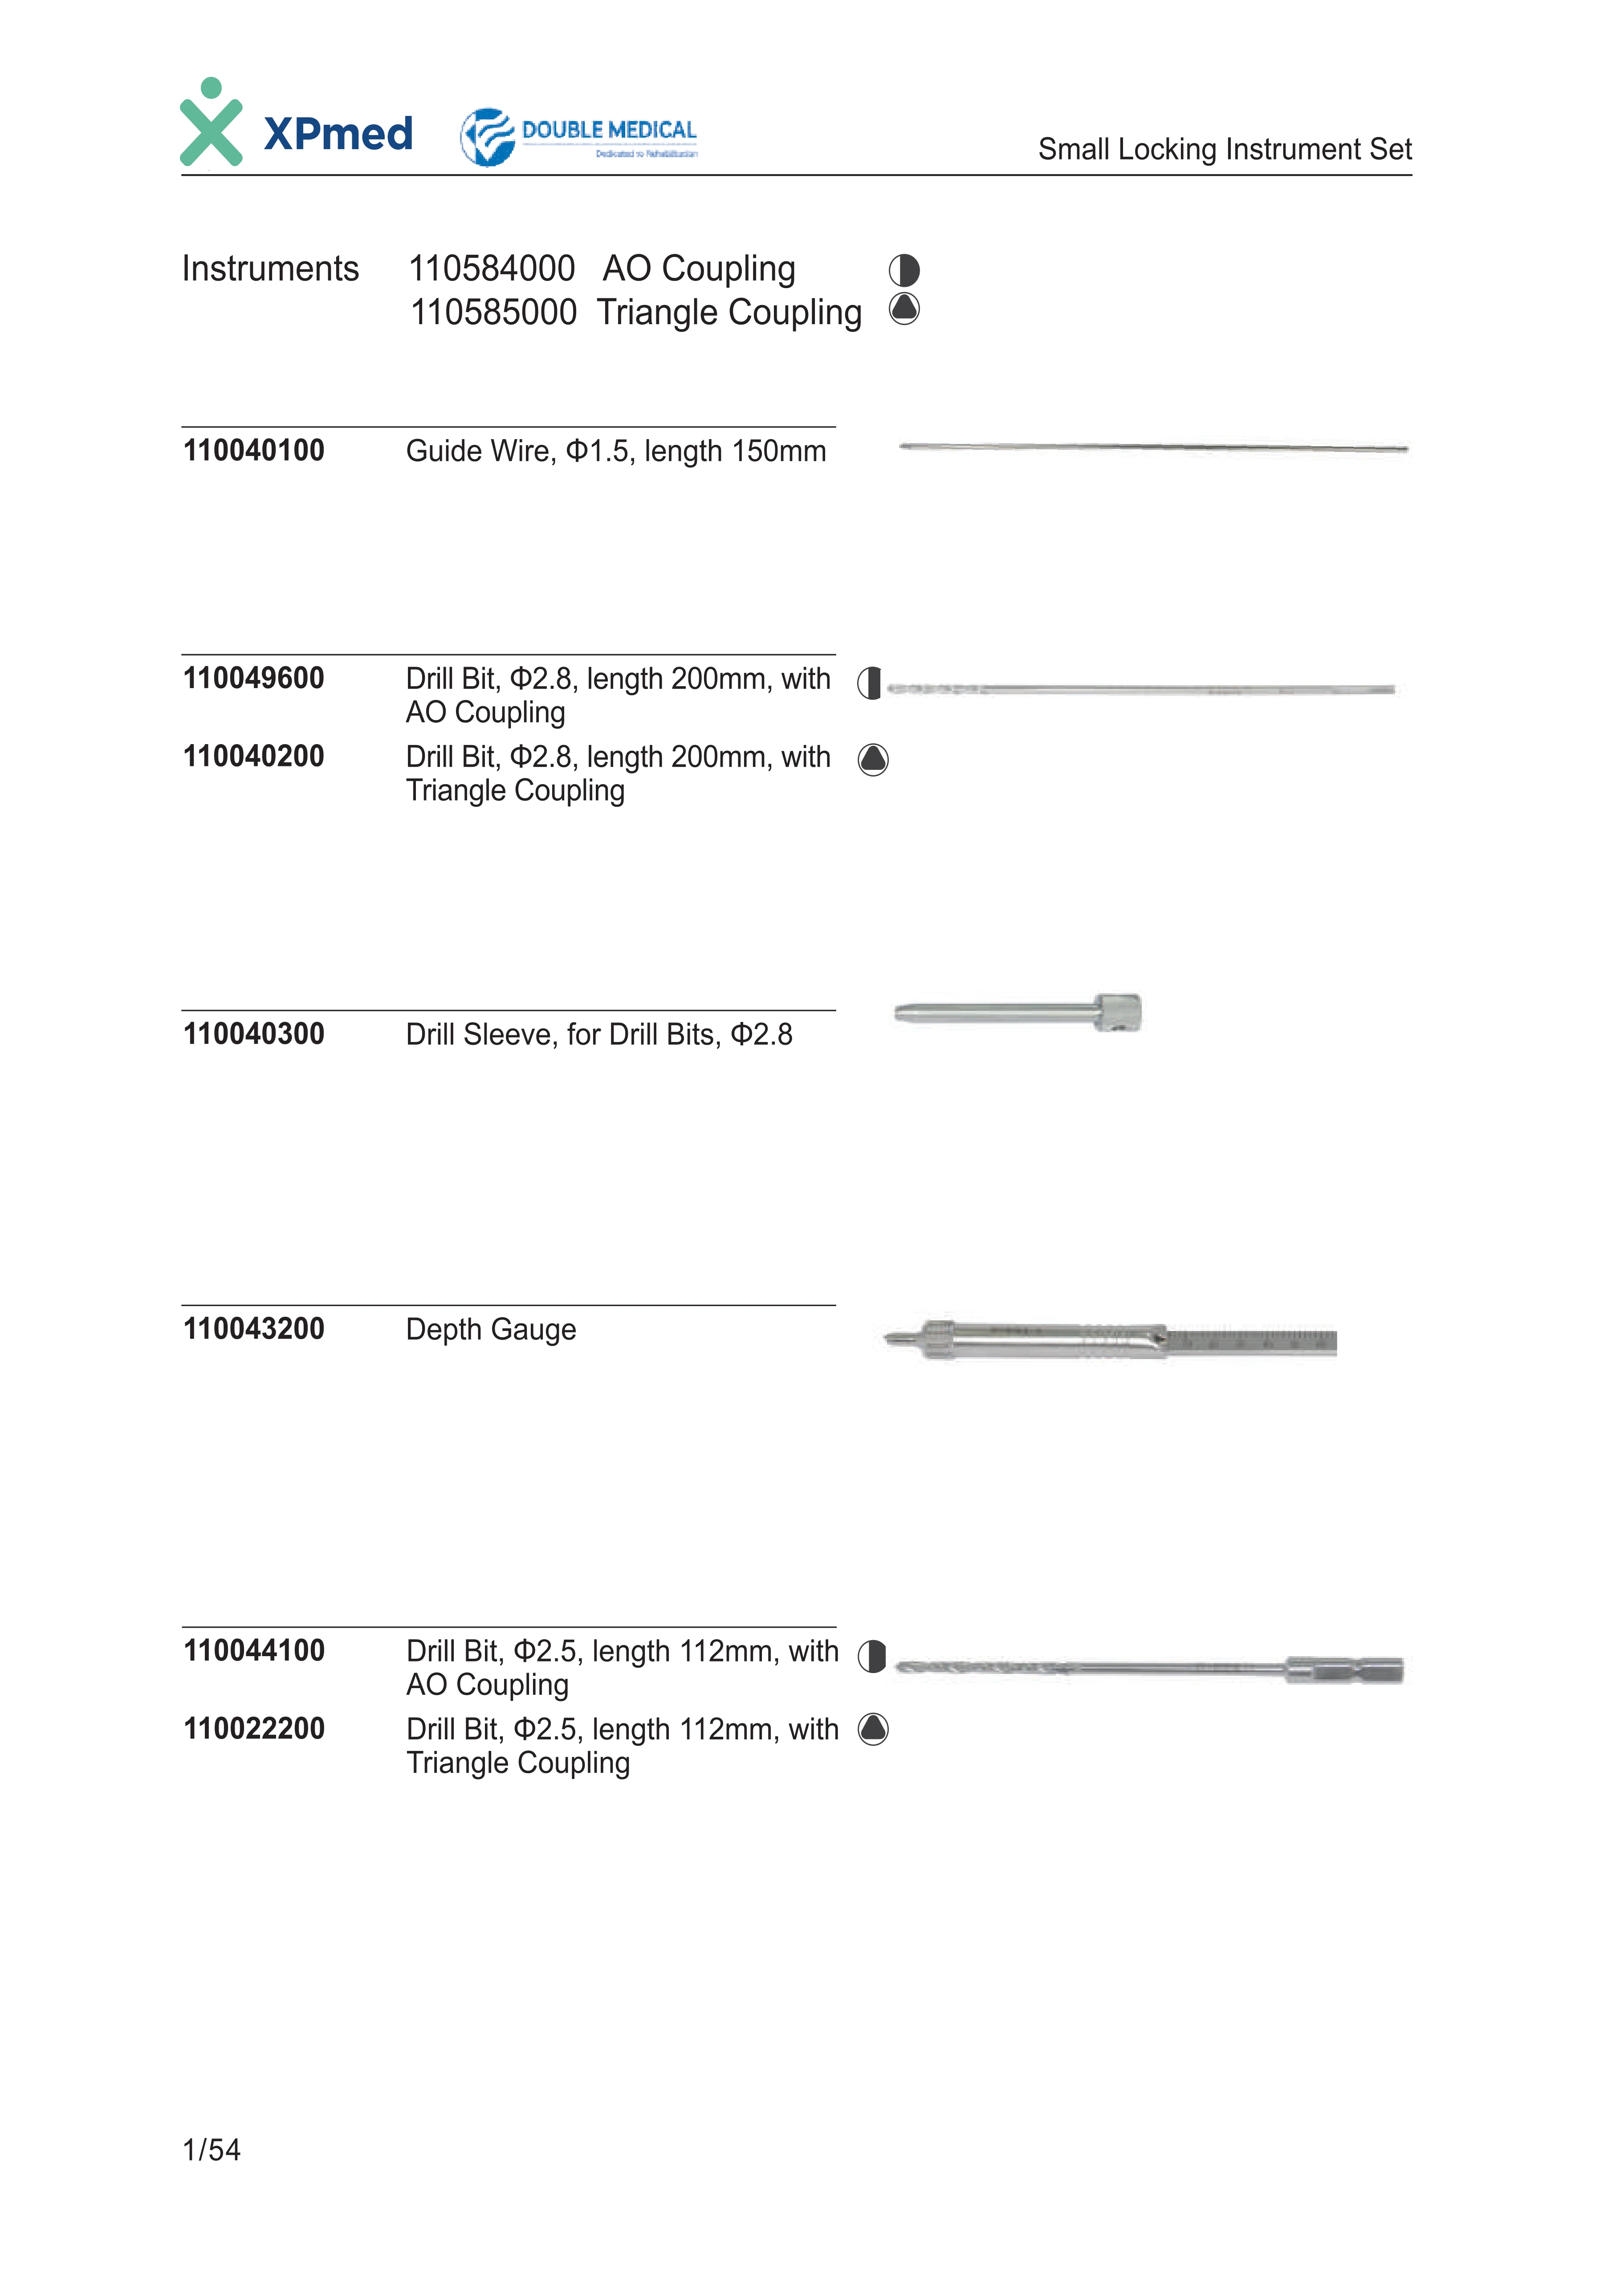 XPmed
DOUBLE MEDICAL
Dedicated to Rehabilitation
Small Locking Instrument Set
Instruments 110584000 AO Coupling
110585000 Triangle Coupling
110040100 Guide Wire, Φ1.5, length 150mm
110049600 Drill Bit, Φ2.8, length 200mm, with
AO Coupling
110040200 Drill Bit, Φ2.8, length 200mm, with
Triangle Coupling
110040300 Drill Sleeve, for Drill Bits, Φ2.8
110043200 Depth Gauge
110044100 Drill Bit, Φ2.5, length 112mm, with
AO Coupling
110022200 Drill Bit, Φ2.5, length 112mm, with
Triangle Coupling
1/54